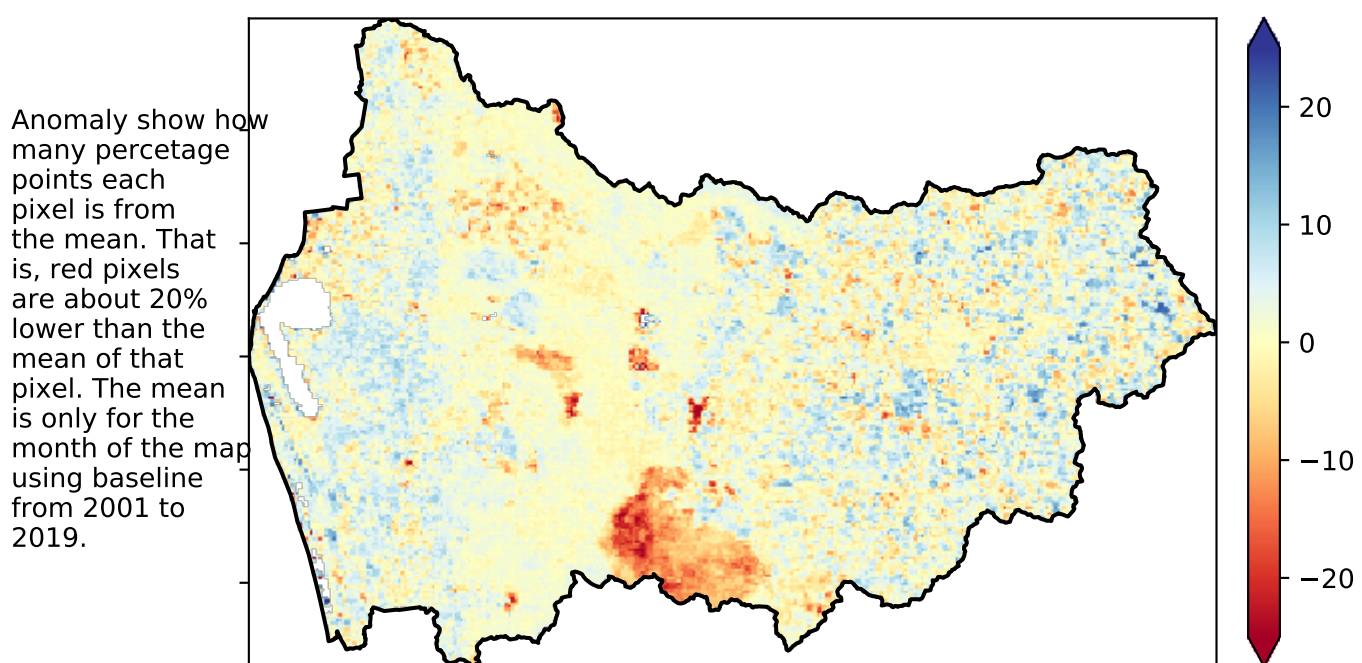 Anomaly show how
many percetage
points each
pixel is from
the mean. That
is, red pixels
are about 20%
lower than the
mean of that
pixel. The mean
is only for the
month of the map
using baseline
from 2001 to
2019.
20
10
0
−10
−20